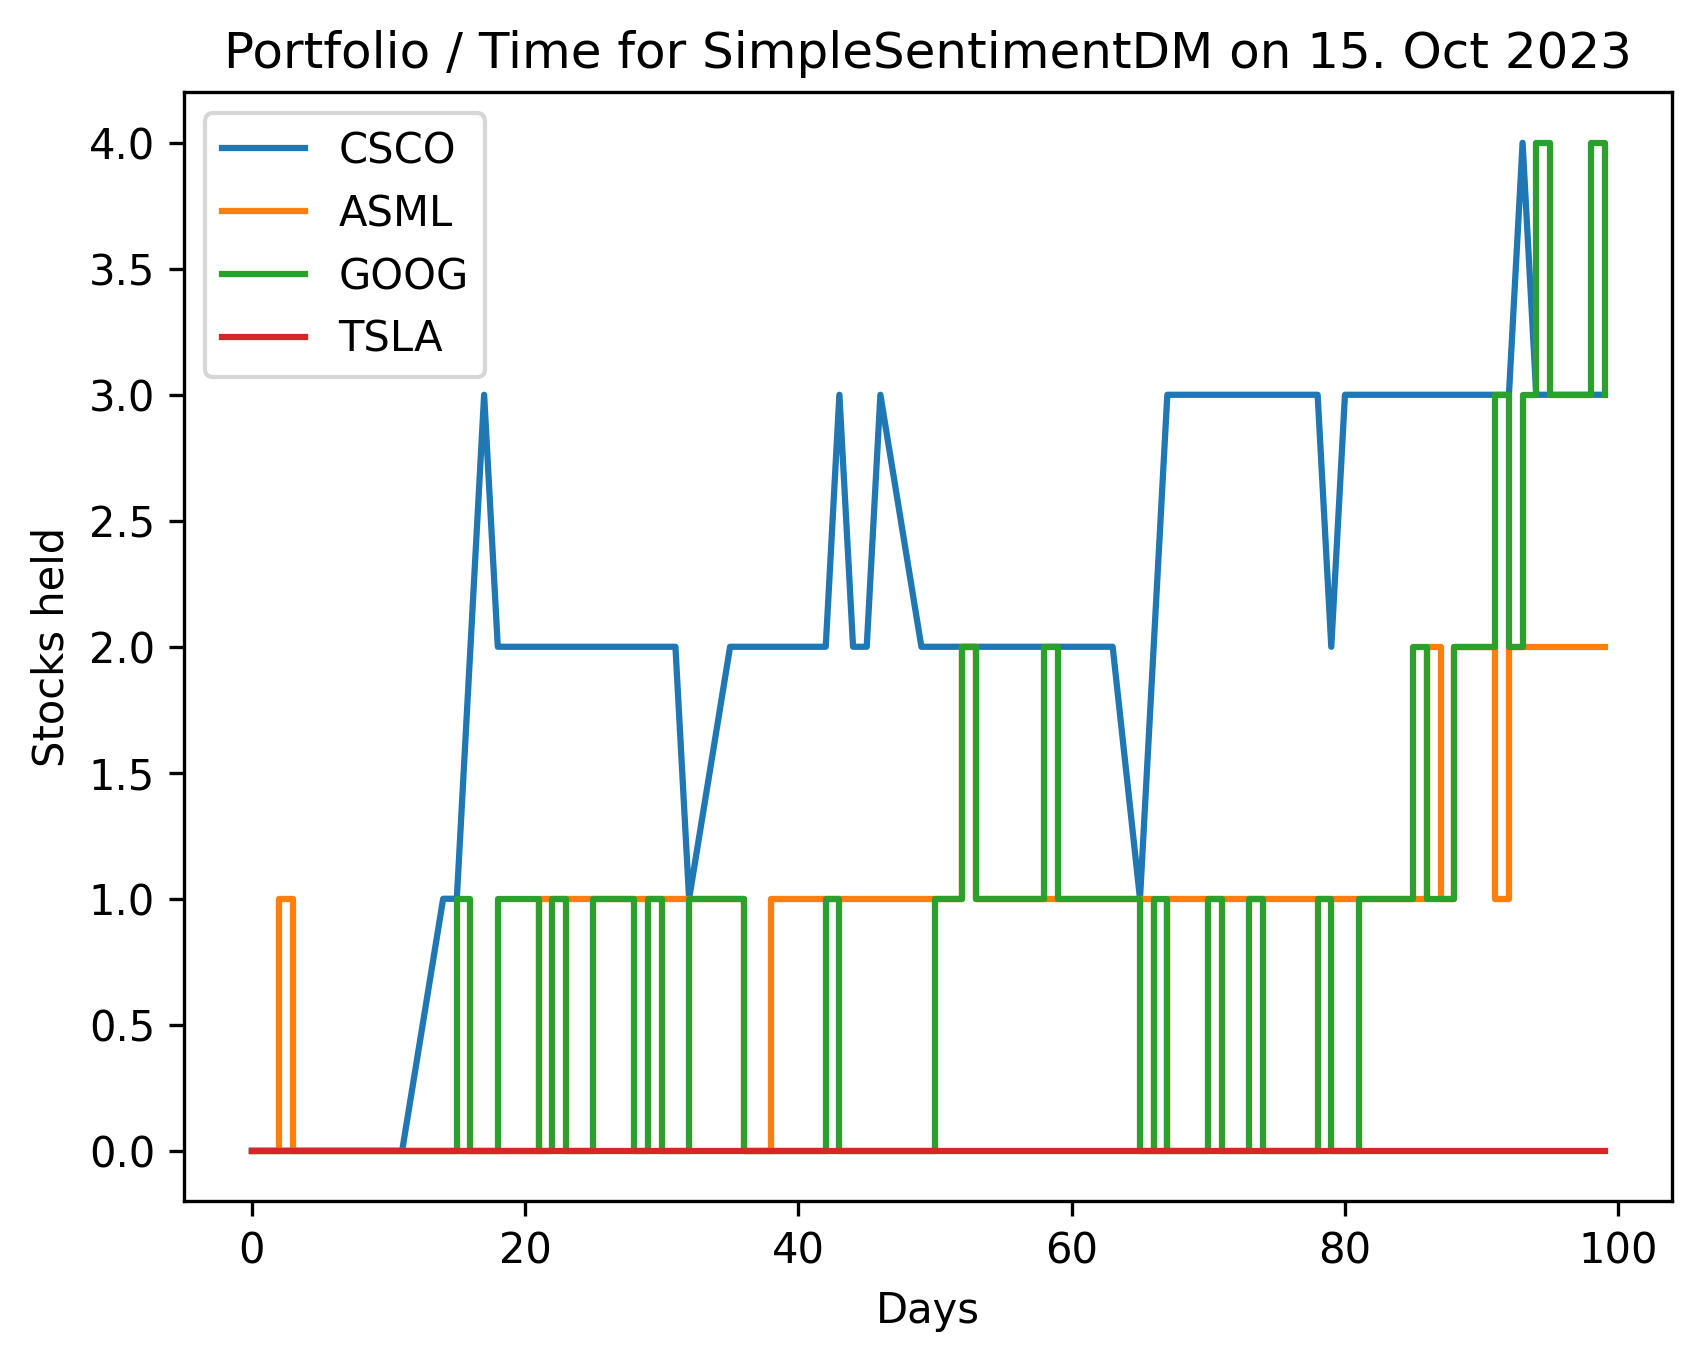 Portfolio / Time for SimpleSentimentDM on 15. Oct 2023
CSCO
ASML
GOOG
TSLA
4.0
3.5
3.0
2.5
2.0
1.5
1.0
0.5
0.0
Stocks held
0 20 40 60 80 100
Days